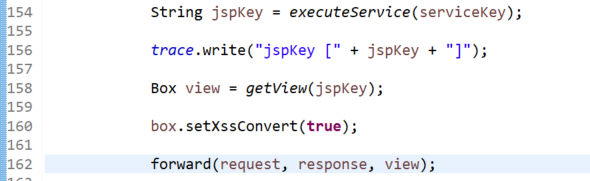 154 String jspKey = executeService(serviceKey);
155
156 trace.write("jspKey [" + jspKey + "]");
157
158 Box view = getView(jspKey);
159
160 box.setXssConvert(true);
161
162 forward(request, response, view);